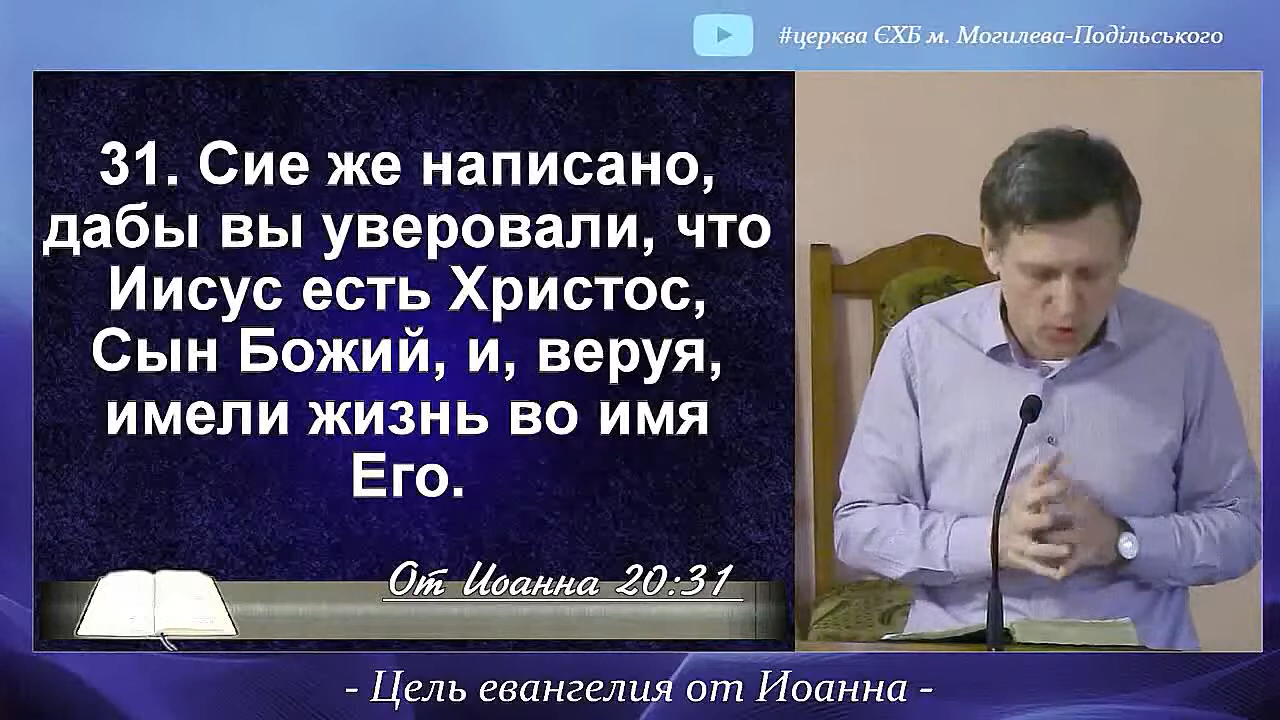 #церква ЄХБ м. Могилева-Подільського
31. Сие же написано,
дабы вы уверовали, что
Иисус есть Христос,
Сын Божий, и, веруя,
имели жизнь во имя
Его.
От Иоанна 20:31
- Цель евангелия от Иоанна -